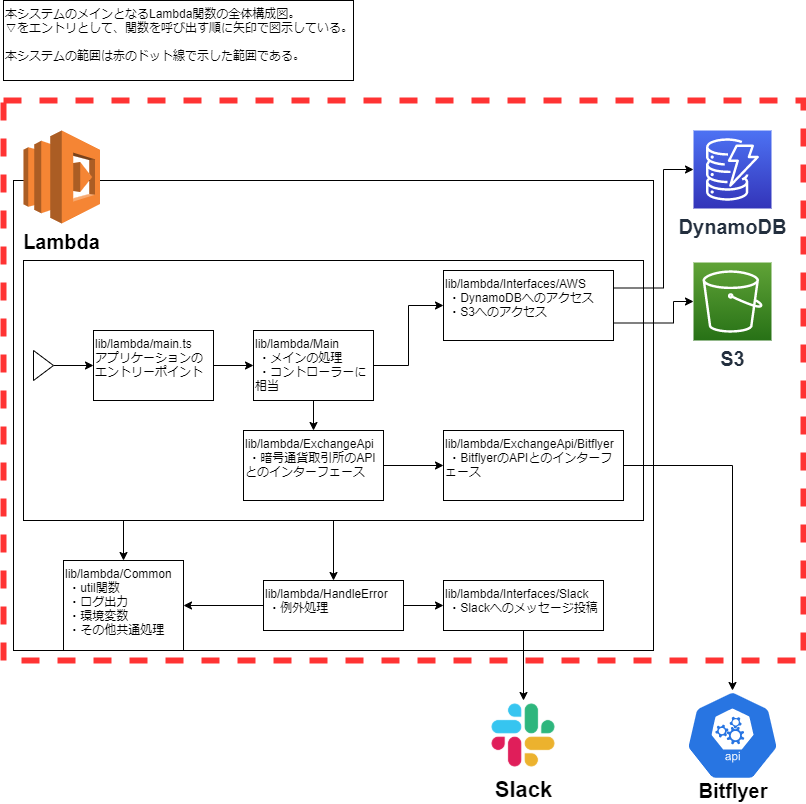 本システムのメインとなるLambda関数の全体構成図。
▽をエントリとして、関数を呼び出す順に矢印で図示している。
本システムの範囲は赤のドット線で示した範囲である。
Lambda
DynamoDB
S3
lib/lambda/main.ts
アプリケーションの
エントリーポイント
lib/lambda/Main
・メインの処理
・コントローラーに
相当
lib/lambda/Interfaces/AWS
・DynamoDBへのアクセス
・S3へのアクセス
lib/lambda/ExchangeApi
・暗号通貨取引所のAPI
とのインターフェース
lib/lambda/ExchangeApi/Bitflyer
・BitflyerのAPIとのインターフ
ェース
lib/lambda/Common
・util関数
・ログ出力
・環境変数
・その他共通処理
lib/lambda/HandleError
・例外処理
lib/lambda/Interfaces/Slack
・Slackへのメッセージ投稿
Slack
api
Bitflyer